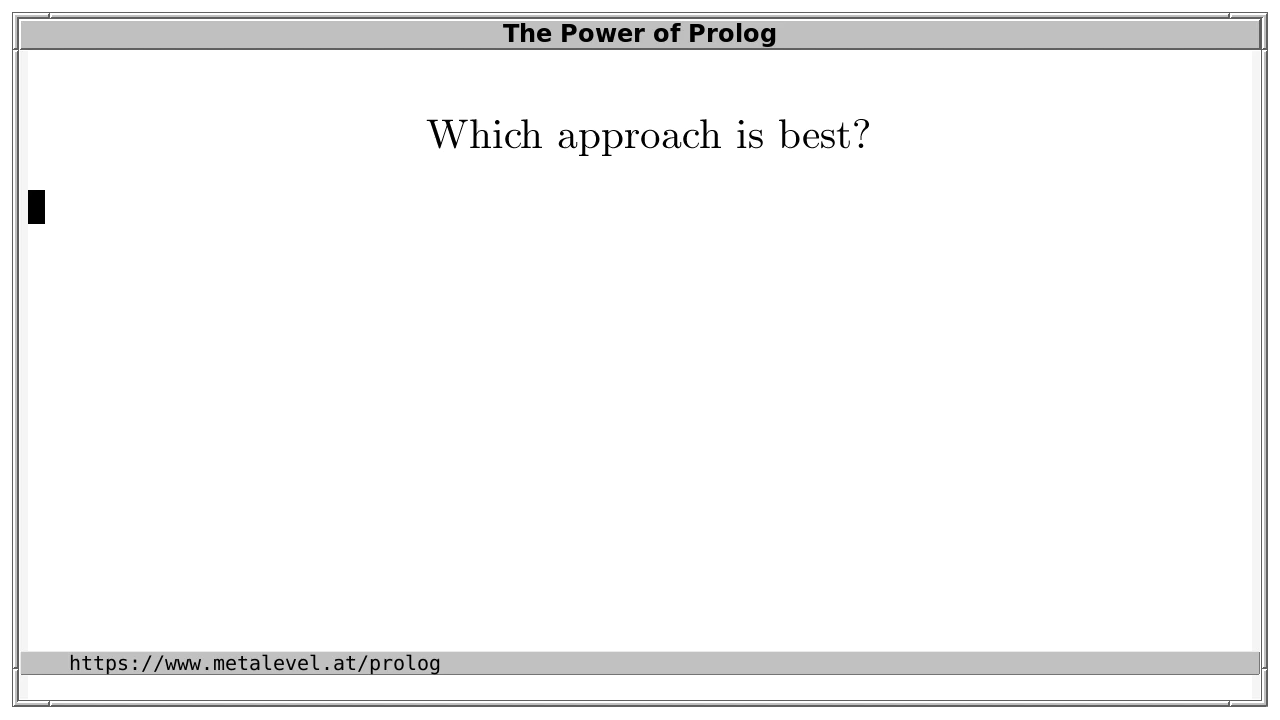 The Power of Prolog
Which approach is best?
https://www.metalevel.at/prolog